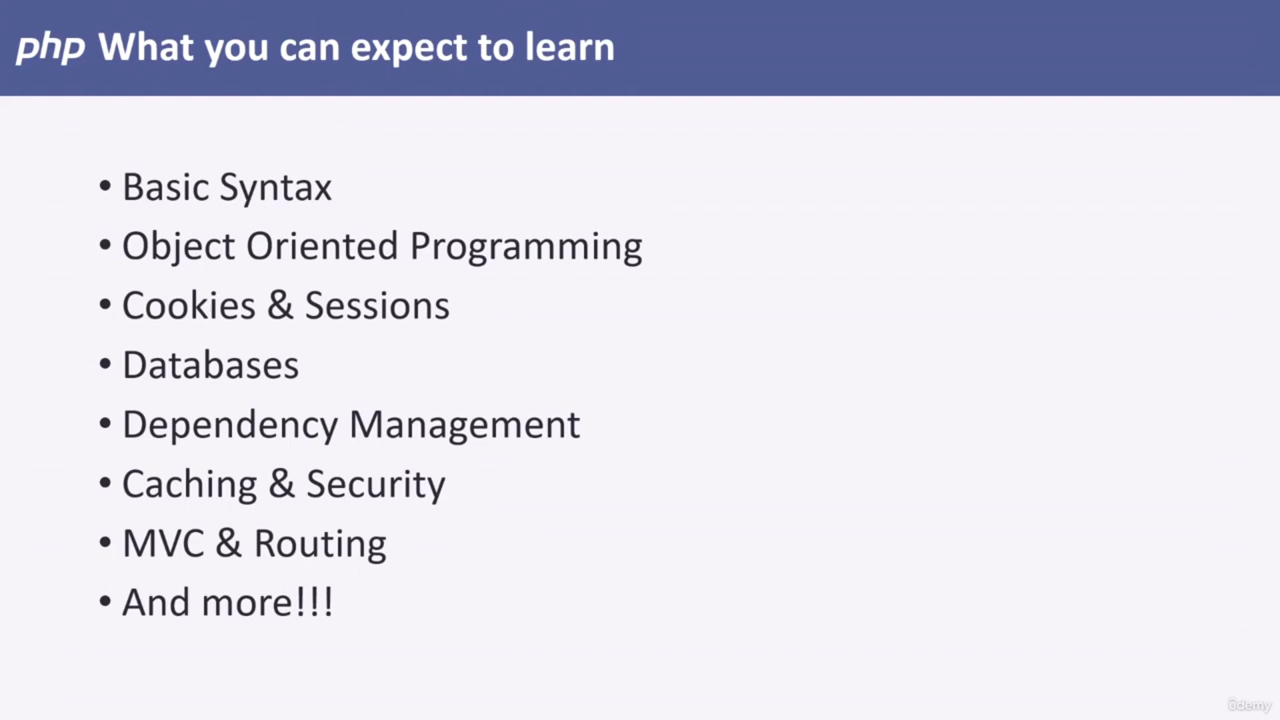 php What you can expect to learn
• Basic Syntax
• Object Oriented Programming
• Cookies & Sessions
• Databases
• Dependency Management
• Caching & Security
• MVC & Routing
• And more!!!
ûdemy